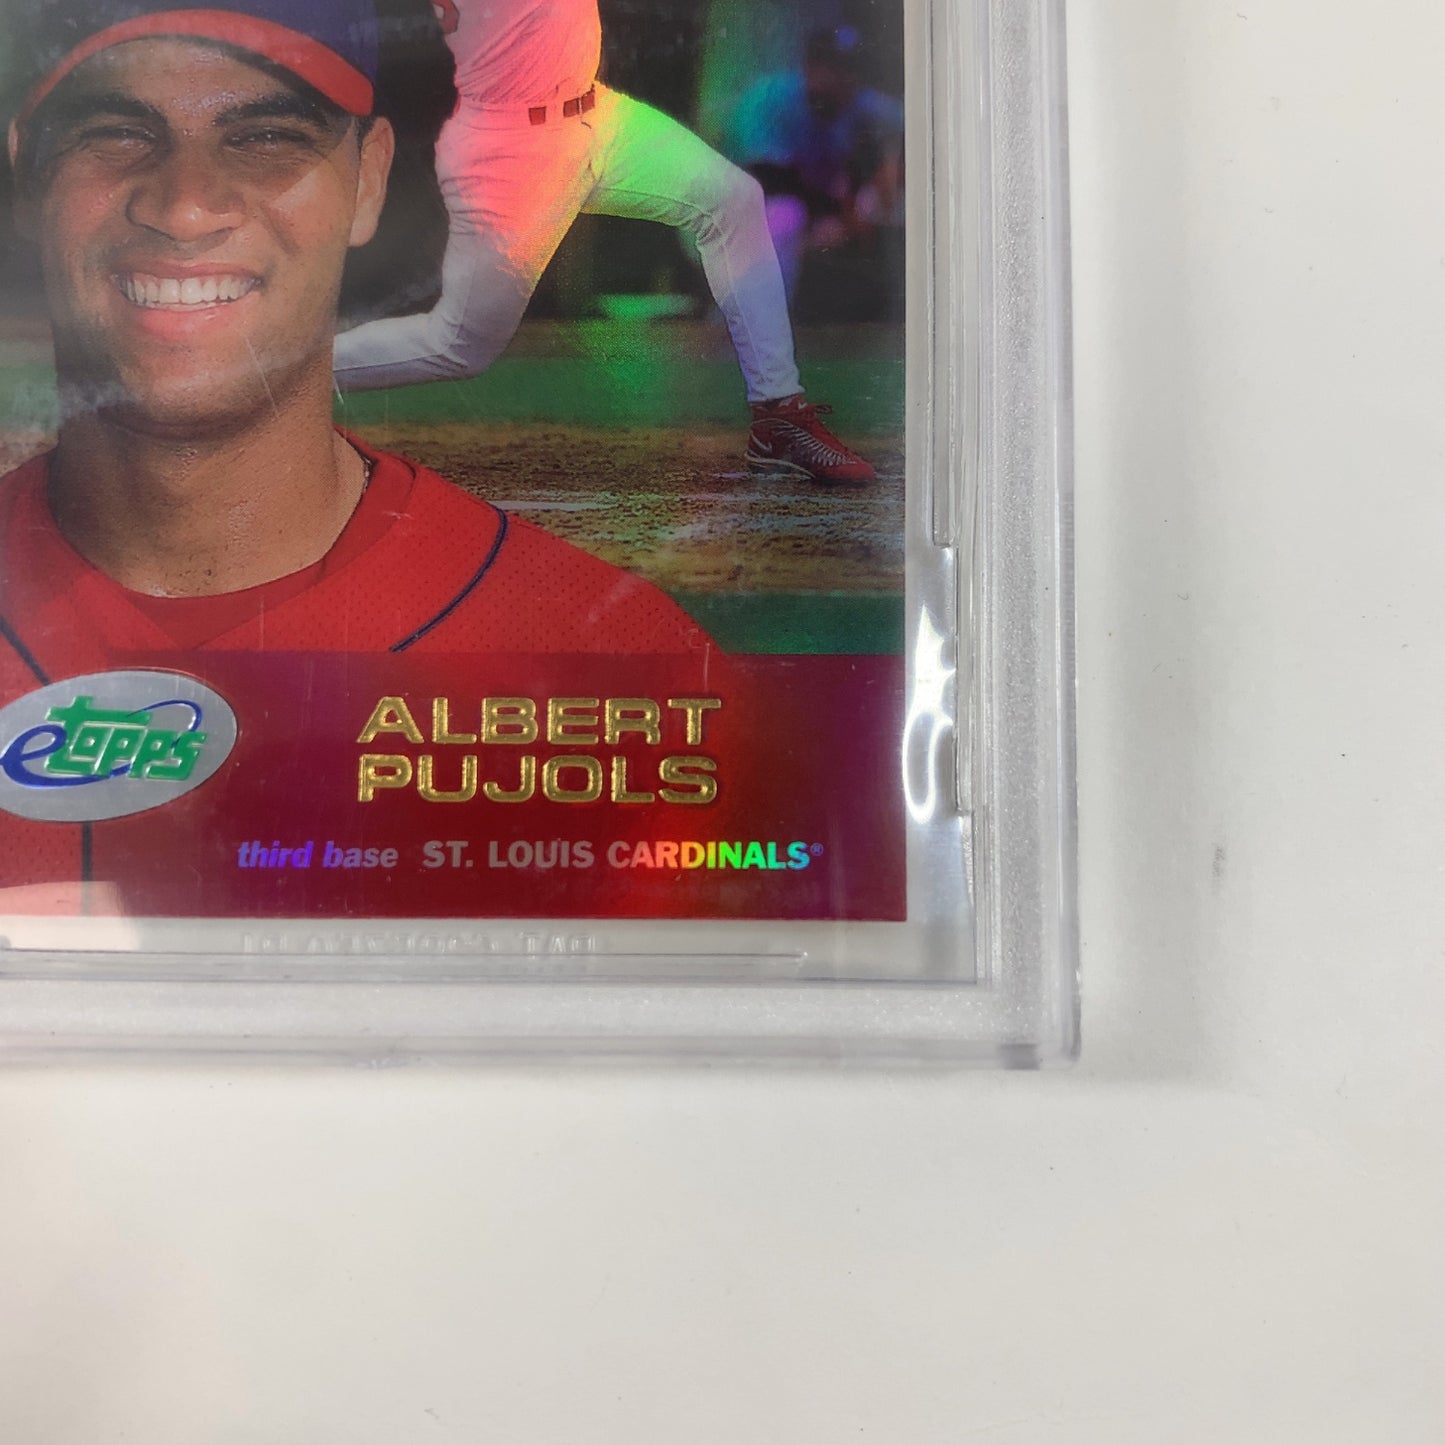 etopps
ALBERT
PUJOLS
third base ST. LOUIS CARDINALS®